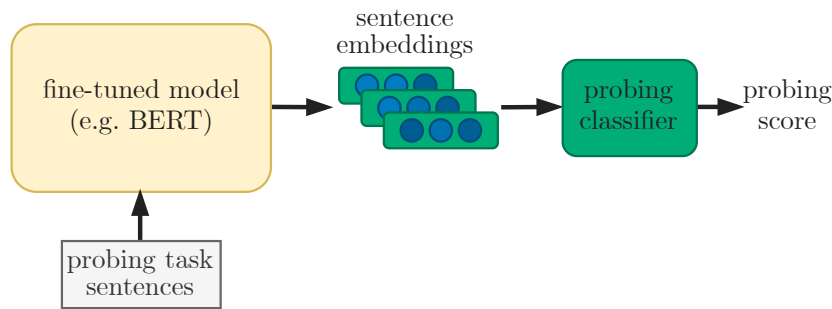 sentence
embeddings
fine-tuned model
(e.g. BERT)
probing
classifier
probing
score
probing task
sentences